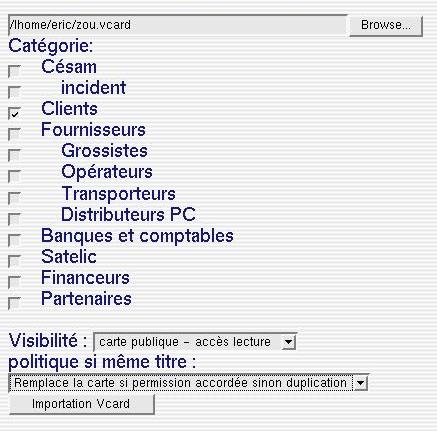 /lhome/eric/zou.vcard Browse...
Catégorie:
Césam
incident
Clients
Fournisseurs
Grossistes
Opérateurs
Transporteurs
Distributeurs PC
Banques et comptables
Satelic
Financeurs
Partenaires
Visibilité : carte publique - accès lecture
politique si même titre :
Remplace la carte si permission accordée sinon duplication
Importation Vcard